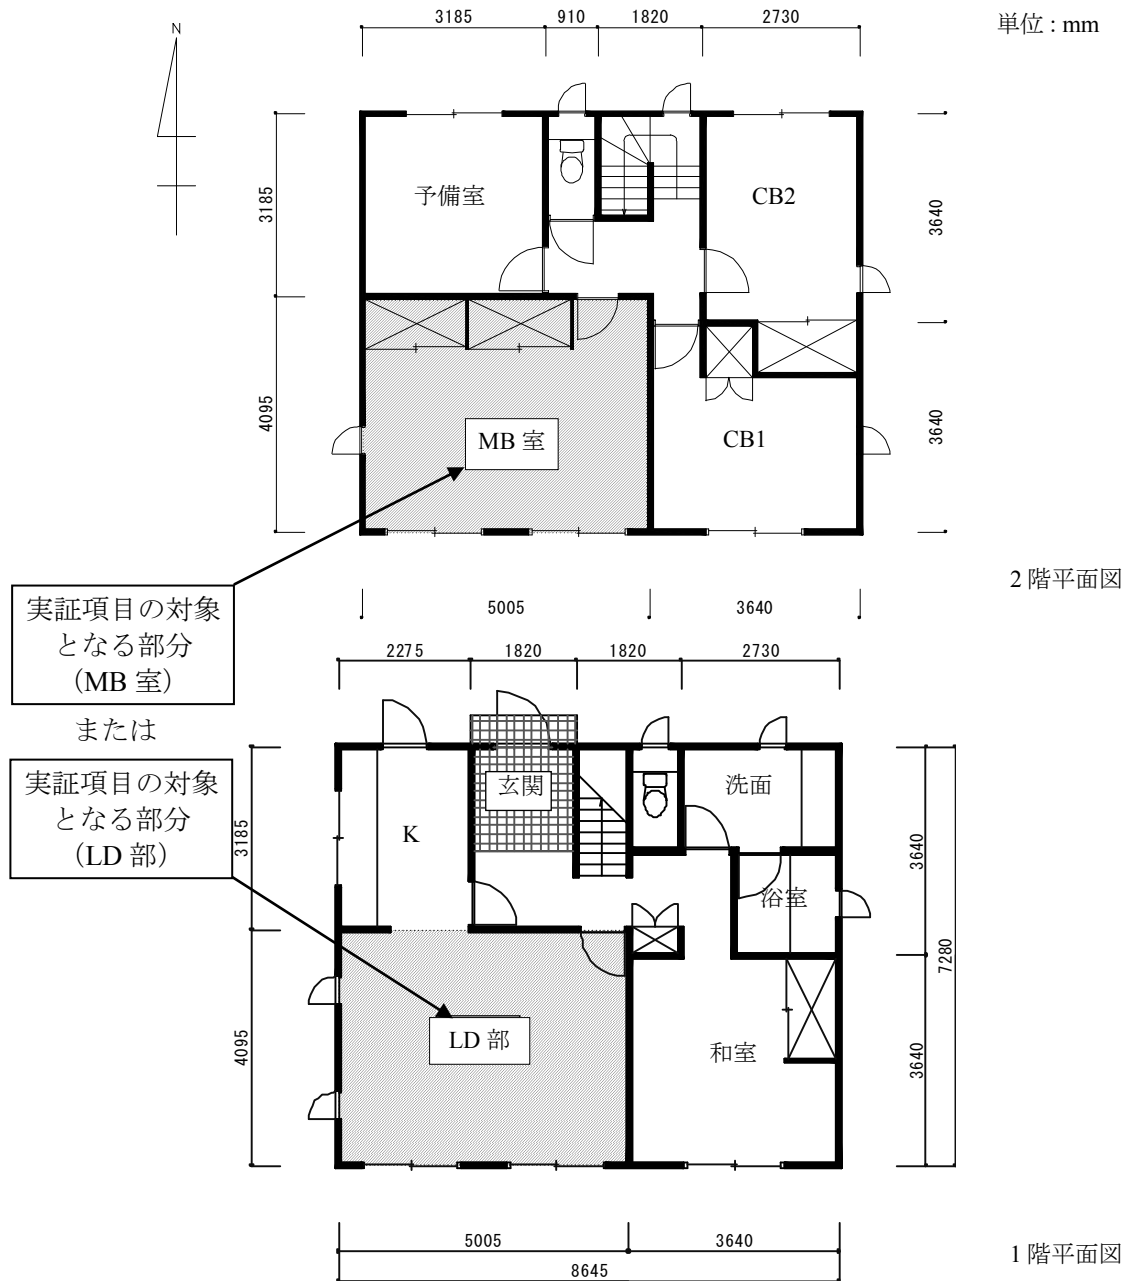 3185 910 1820 2730
単位 : mm
N
予備室
CB2
3185
3640
MB 室
CB1
4095
3640
2 階平面図
実証項目の対象
となる部分
（MB 室）
5005 3640
または
2275 1820 1820 2730
実証項目の対象
となる部分
（LD 部）
玄関
洗面
K
浴室
3185
3640
7280
LD 部
和室
4095
3640
5005 3640
8645
1 階平面図